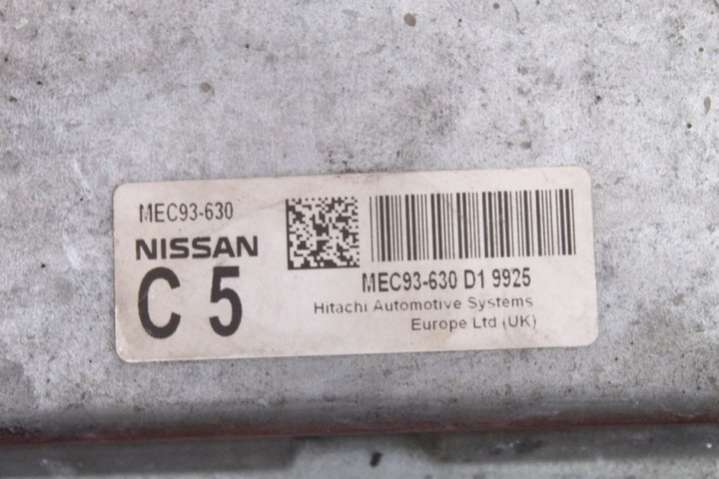 MEC93-630
NISSAN
C 5
MEC93-630 D1 9925
Hitachi Automotive Systems
Europe Ltd (UK)